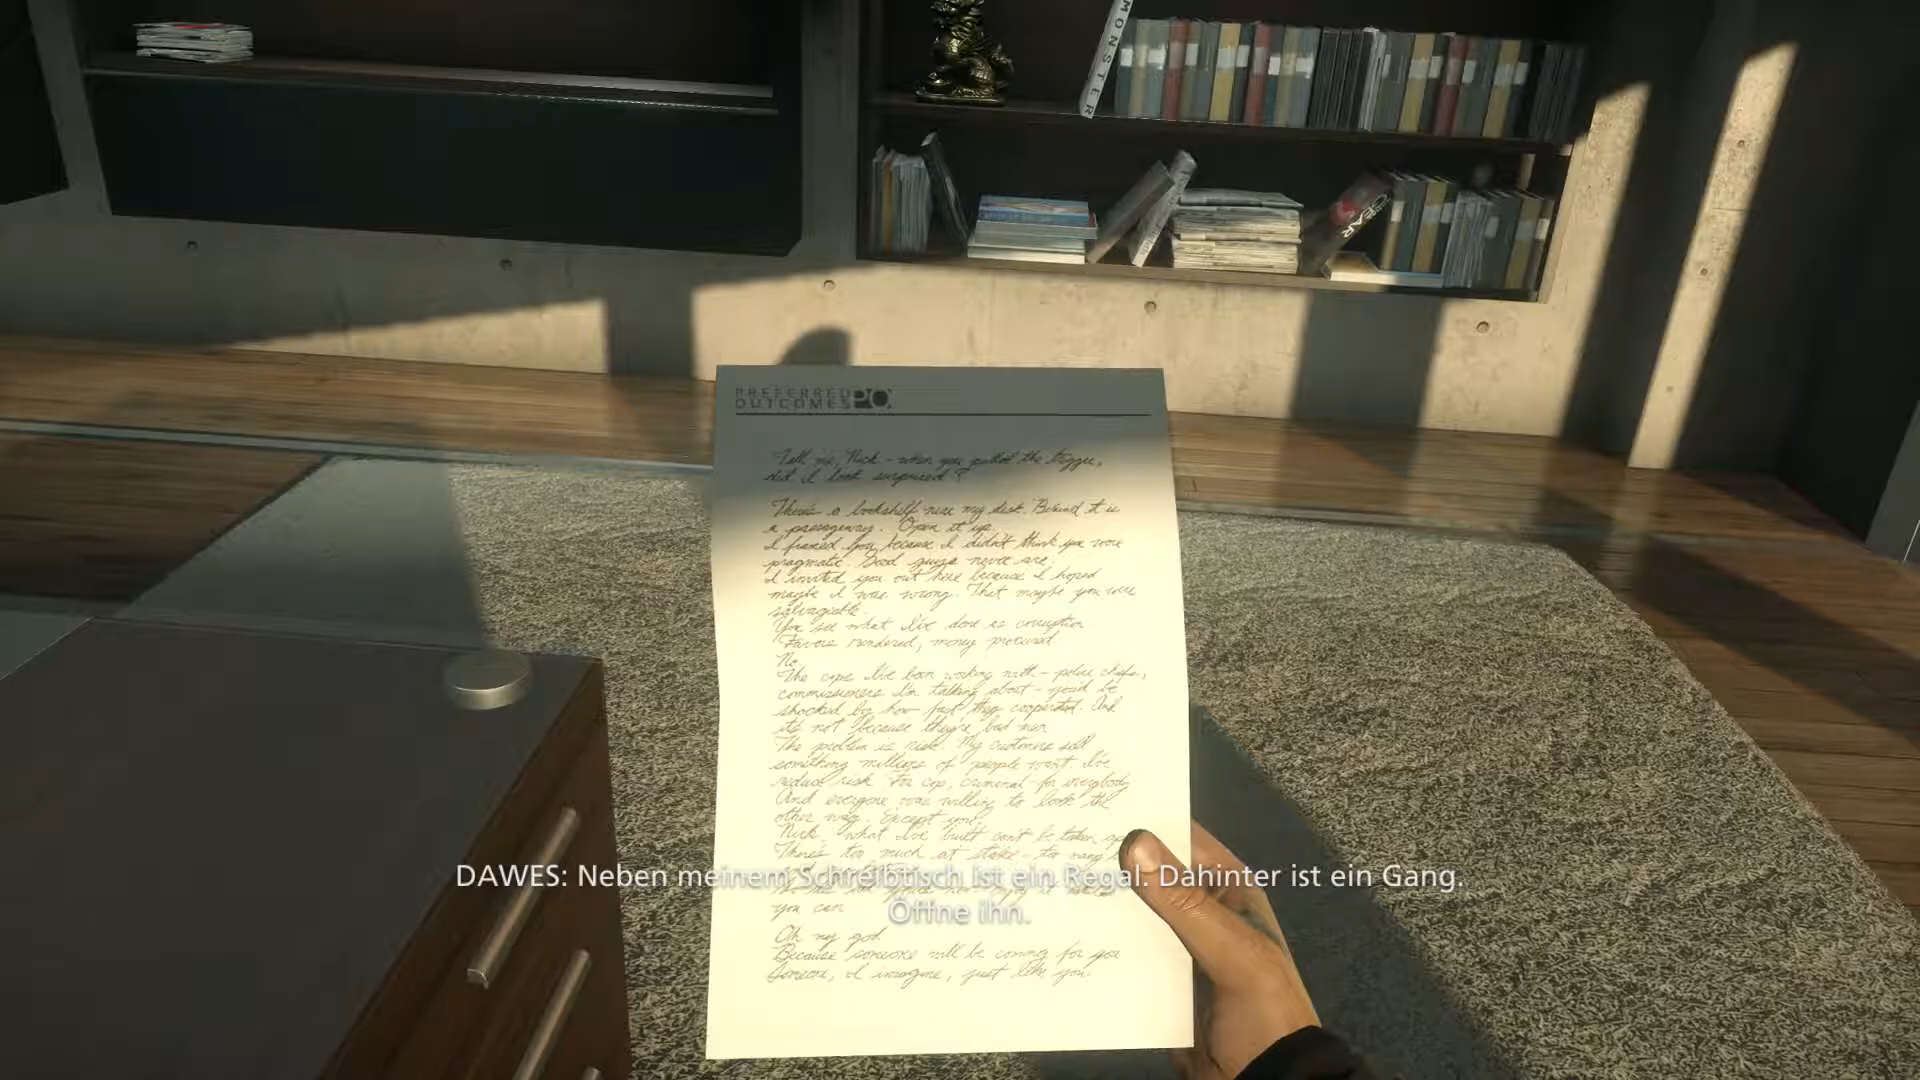 MONSTER
GEAR
PREFERRED
OUTCOMES PO
Tell me, Nick - when you pulled the trigger,
did I look surprised?
There's a bookshelf near my desk. Behind it is
a passageway. Open it up.
I framed you because I didn't think you were
pragmatic. Good guys never are.
I invited you out here because I hoped
maybe I was wrong. That maybe you were
salvageable.
You see what I've done as corruption
Favors rendered, money procured
No.
The cops I've been working with - police chiefs,
commissioners I'm talking about - you'd be
shocked by how fast they cooperated. And
it's not because they're bad men
The problem is risk. My customers sell
something millions of people want. I've
reduce risk For cop, criminal - for everybody
And everyone was willing to look the
other way. Except you.
Nick what I've built can't be taken
There's too much at stake - too many
DAWES: Neben meinem Schreibtisch ist ein Regal. Dahinter ist ein Gang.
Öffne ihn.
you can
Oh my god.
Because someone will be coming for you
Someone, I imagine, just like you.